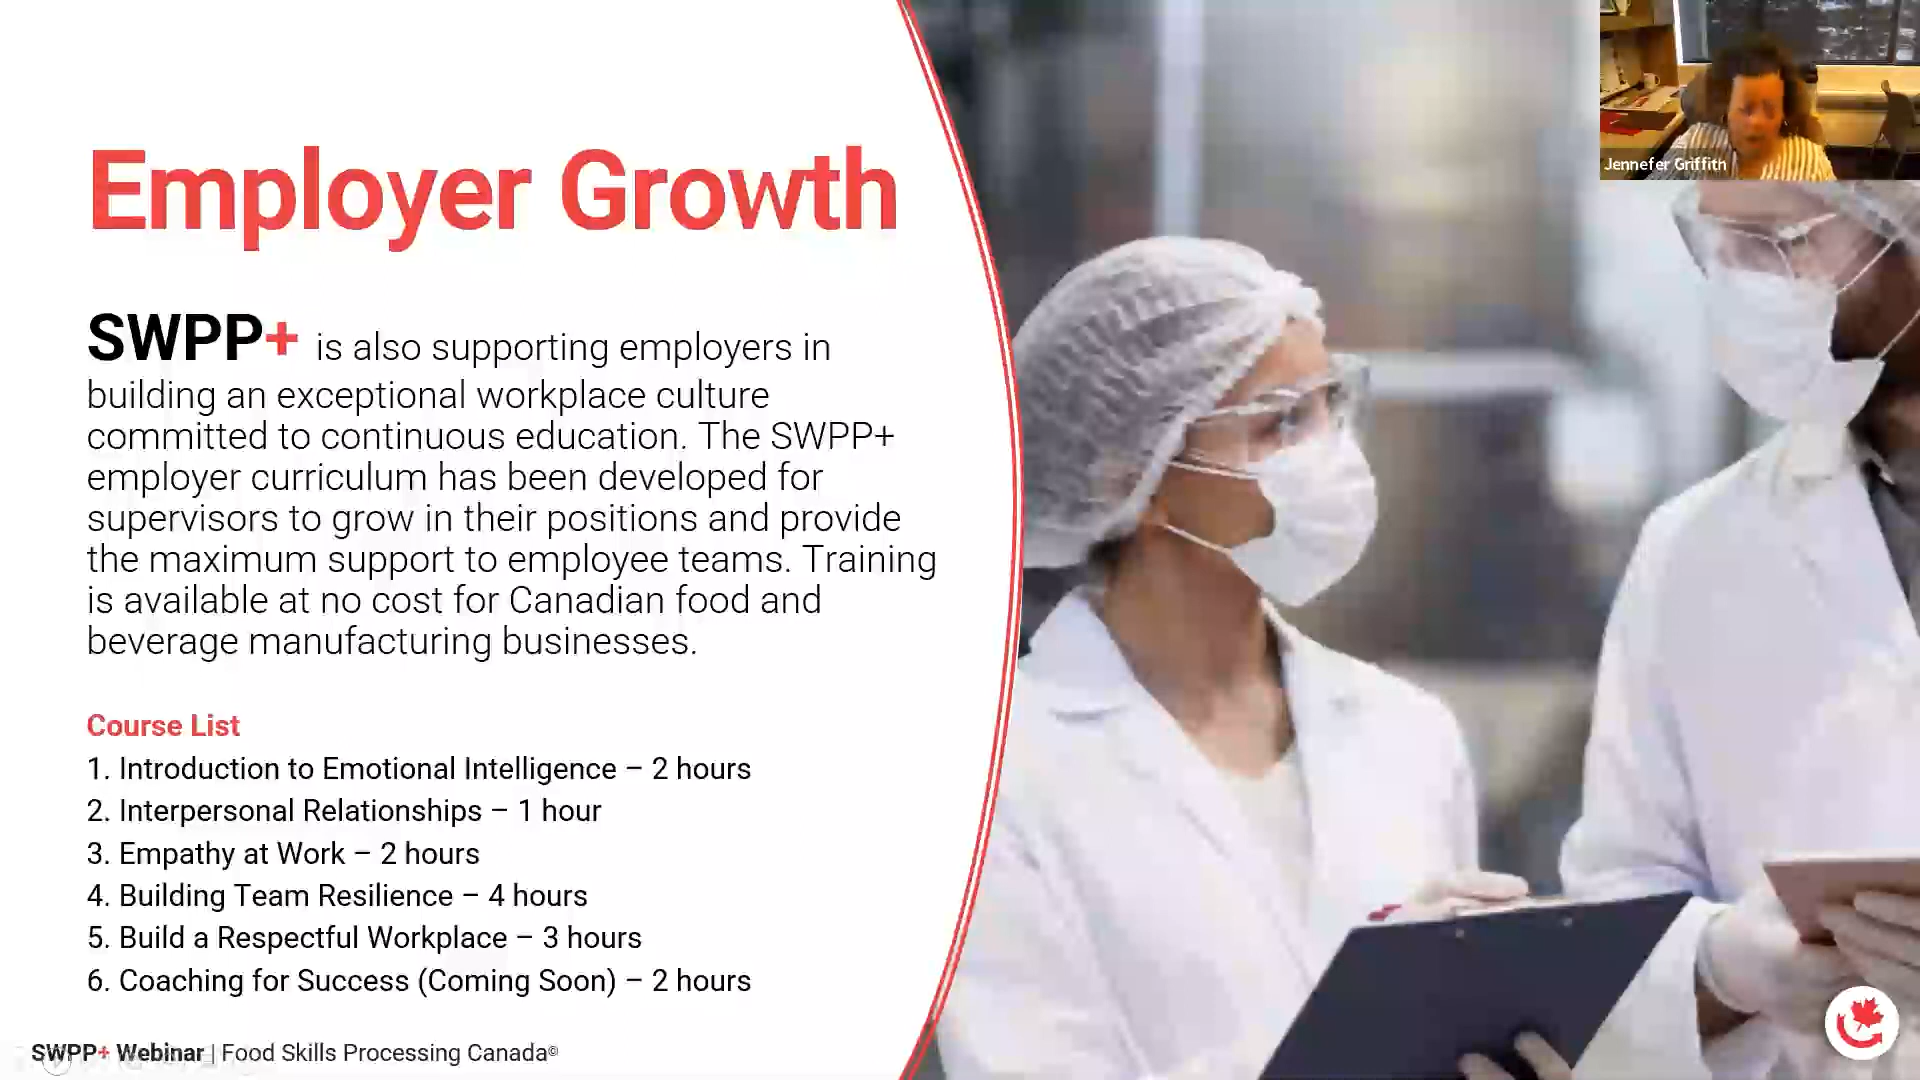 Employer Growth
SWPP+ is also supporting employers in
building an exceptional workplace culture
committed to continuous education. The SWPP+
employer curriculum has been developed for
supervisors to grow in their positions and provide
the maximum support to employee teams. Training
is available at no cost for Canadian food and
beverage manufacturing businesses.
Course List
1. Introduction to Emotional Intelligence – 2 hours
2. Interpersonal Relationships – 1 hour
3. Empathy at Work – 2 hours
4. Building Team Resilience – 4 hours
5. Build a Respectful Workplace – 3 hours
6. Coaching for Success (Coming Soon) – 2 hours
SWPP+ Webinar | Food Skills Processing Canada©
Jennefer Griffith